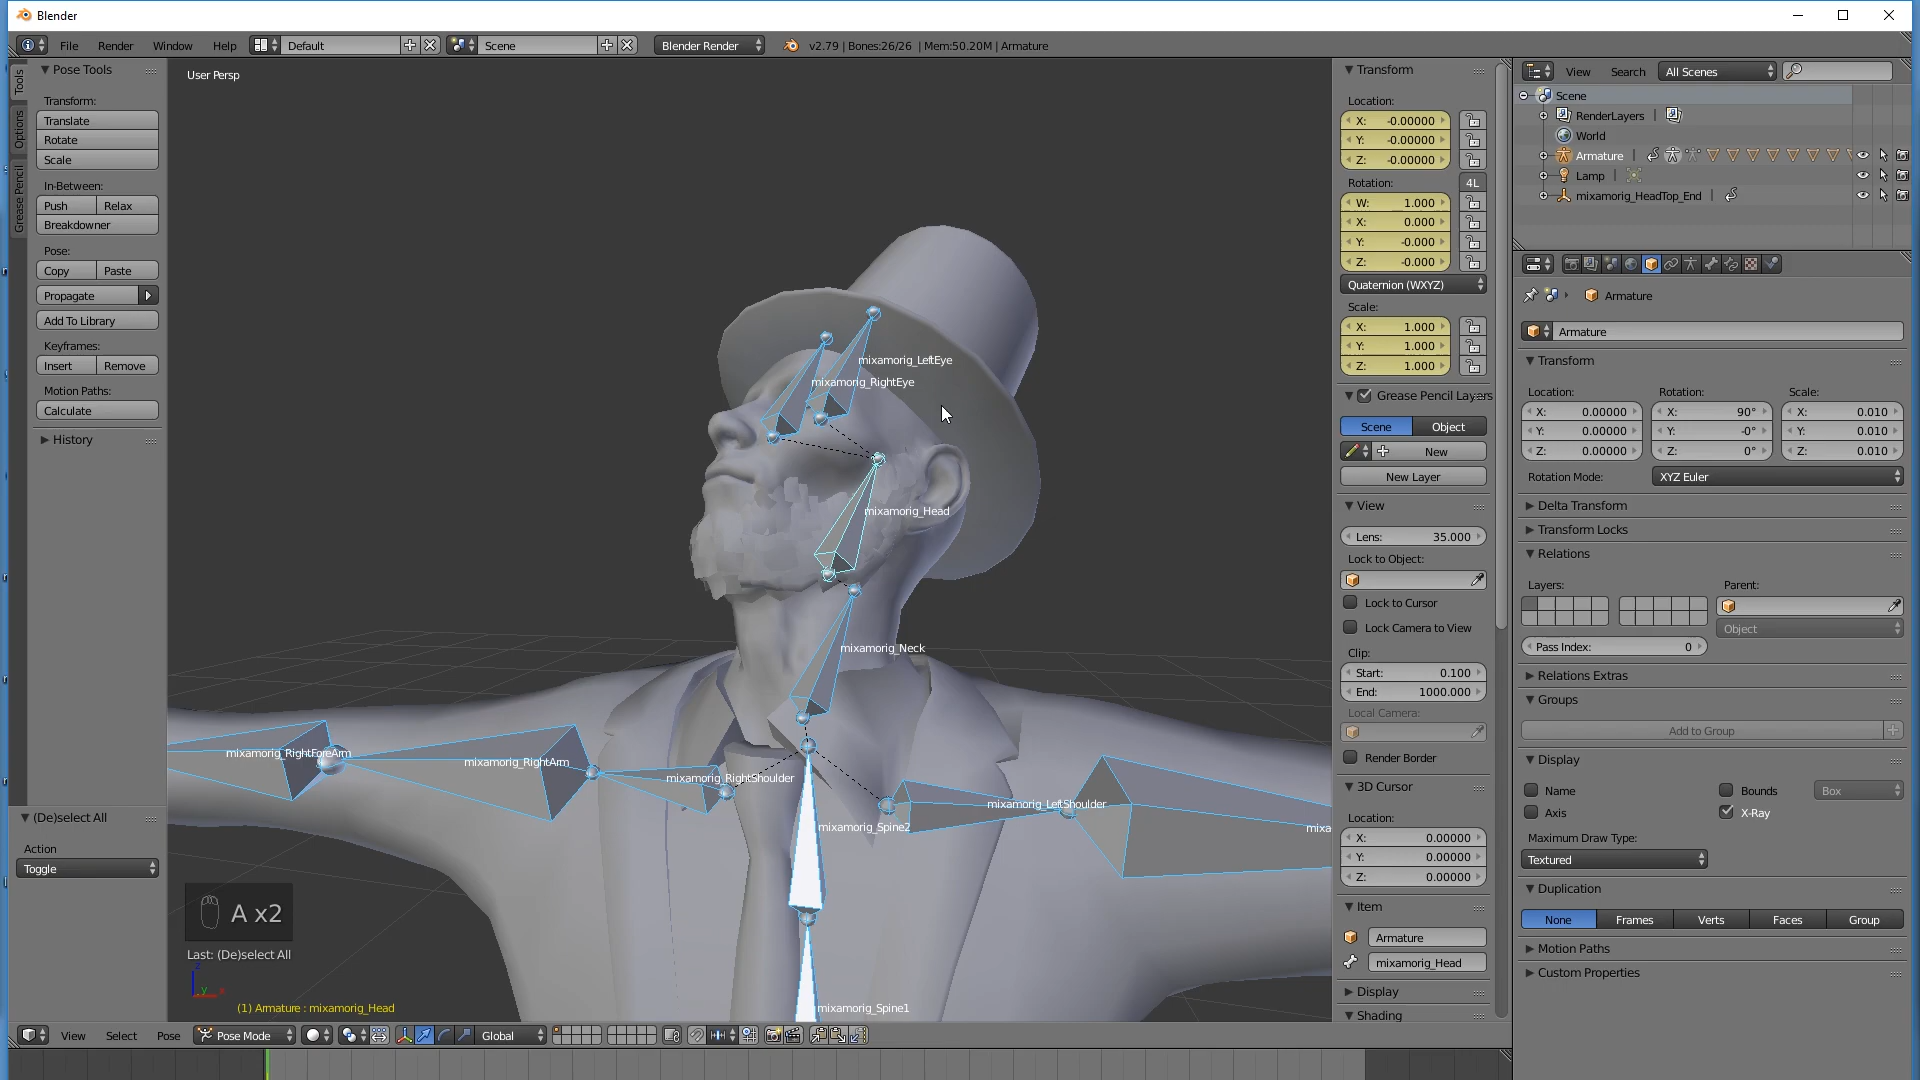 Blender
File Render Window Help Default Scene Blender Render v2.79 | Bones:26/26 | Mem:50.20M | Armature
Tools
Options
Grease Pencil
Pose Tools
Transform:
Translate
Rotate
Scale
In-Between:
Push Relax
Breakdowner
Pose:
Copy Paste
Propagate
Add To Library
Keyframes:
Insert Remove
Motion Paths:
Calculate
History
(De)select All
Action
Toggle
User Persp
mixamorig_LeftEye
mixamorig_RightEye
mixamorig_Head
mixamorig_Neck
mixamorig_RightForeArm
mixamorig_RightArm
mixamorig_RightShoulder
mixamorig_LeftShoulder
mixamorig_Spine2
mixa
mixamorig_Spine1
A x2
Last: (De)select All
z
y x
(1) Armature : mixamorig_Head
View Select Pose Pose Mode Global
Transform
Location:
X: -0.00000
Y: -0.00000
Z: -0.00000
Rotation: 4L
W: 1.000
X: 0.000
Y: -0.000
Z: -0.000
Quaternion (WXYZ)
Scale:
X: 1.000
Y: 1.000
Z: 1.000
Grease Pencil Layers
Scene Object
New
New Layer
View
Lens: 35.000
Lock to Object:
Lock to Cursor
Lock Camera to View
Clip:
Start: 0.100
End: 1000.000
Local Camera:
Render Border
3D Cursor
Location:
X: 0.00000
Y: 0.00000
Z: 0.00000
Item
Armature
mixamorig_Head
Display
Shading
View Search All Scenes
Scene
RenderLayers |
World
Armature |
Lamp |
mixamorig_HeadTop_End |
Armature
Armature
Transform
Location: Rotation: Scale:
X: 0.00000 X: 90° X: 0.010
Y: 0.00000 Y: -0° Y: 0.010
Z: 0.00000 Z: 0° Z: 0.010
Rotation Mode: XYZ Euler
Delta Transform
Transform Locks
Relations
Layers: Parent:
Object
Pass Index: 0
Relations Extras
Groups
Add to Group
Display
Name Bounds Box
Axis X-Ray
Maximum Draw Type:
Textured
Duplication
None Frames Verts Faces Group
Motion Paths
Custom Properties